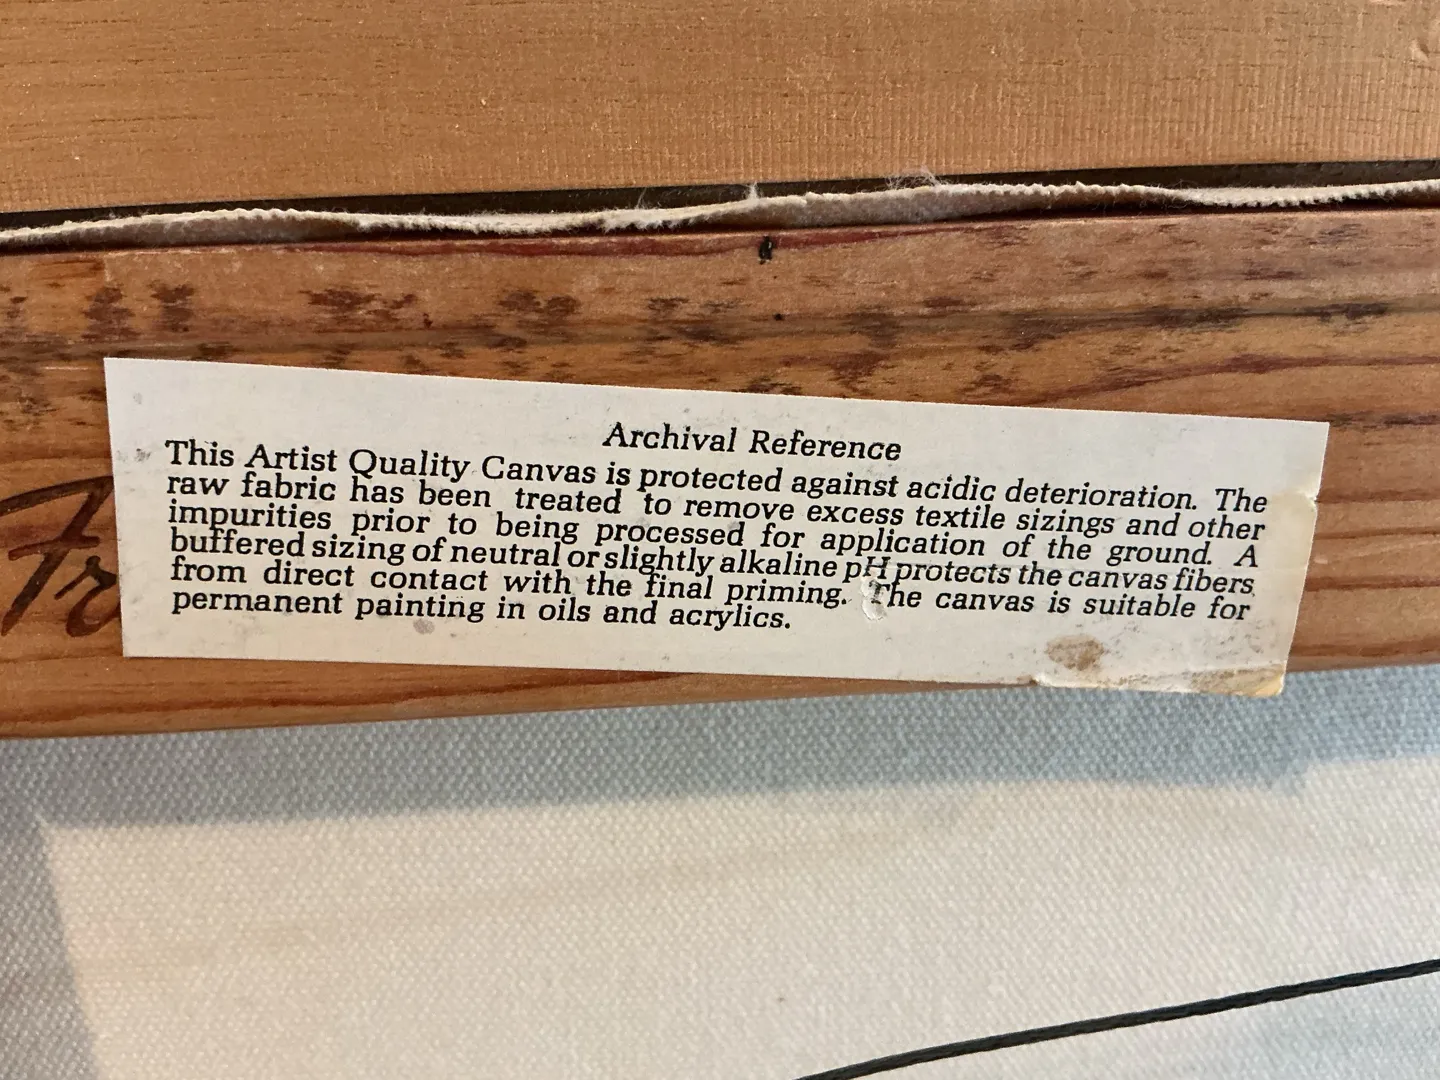 Archival Reference
This Artist Quality Canvas is protected against acidic deterioration. The
raw fabric has been treated to remove excess textile sizings and other
impurities prior to being processed for application of the ground. A
buffered sizing of neutral or slightly alkaline pH protects the canvas fibers
from direct contact with the final priming. The canvas is suitable for
permanent painting in oils and acrylics.
Fr